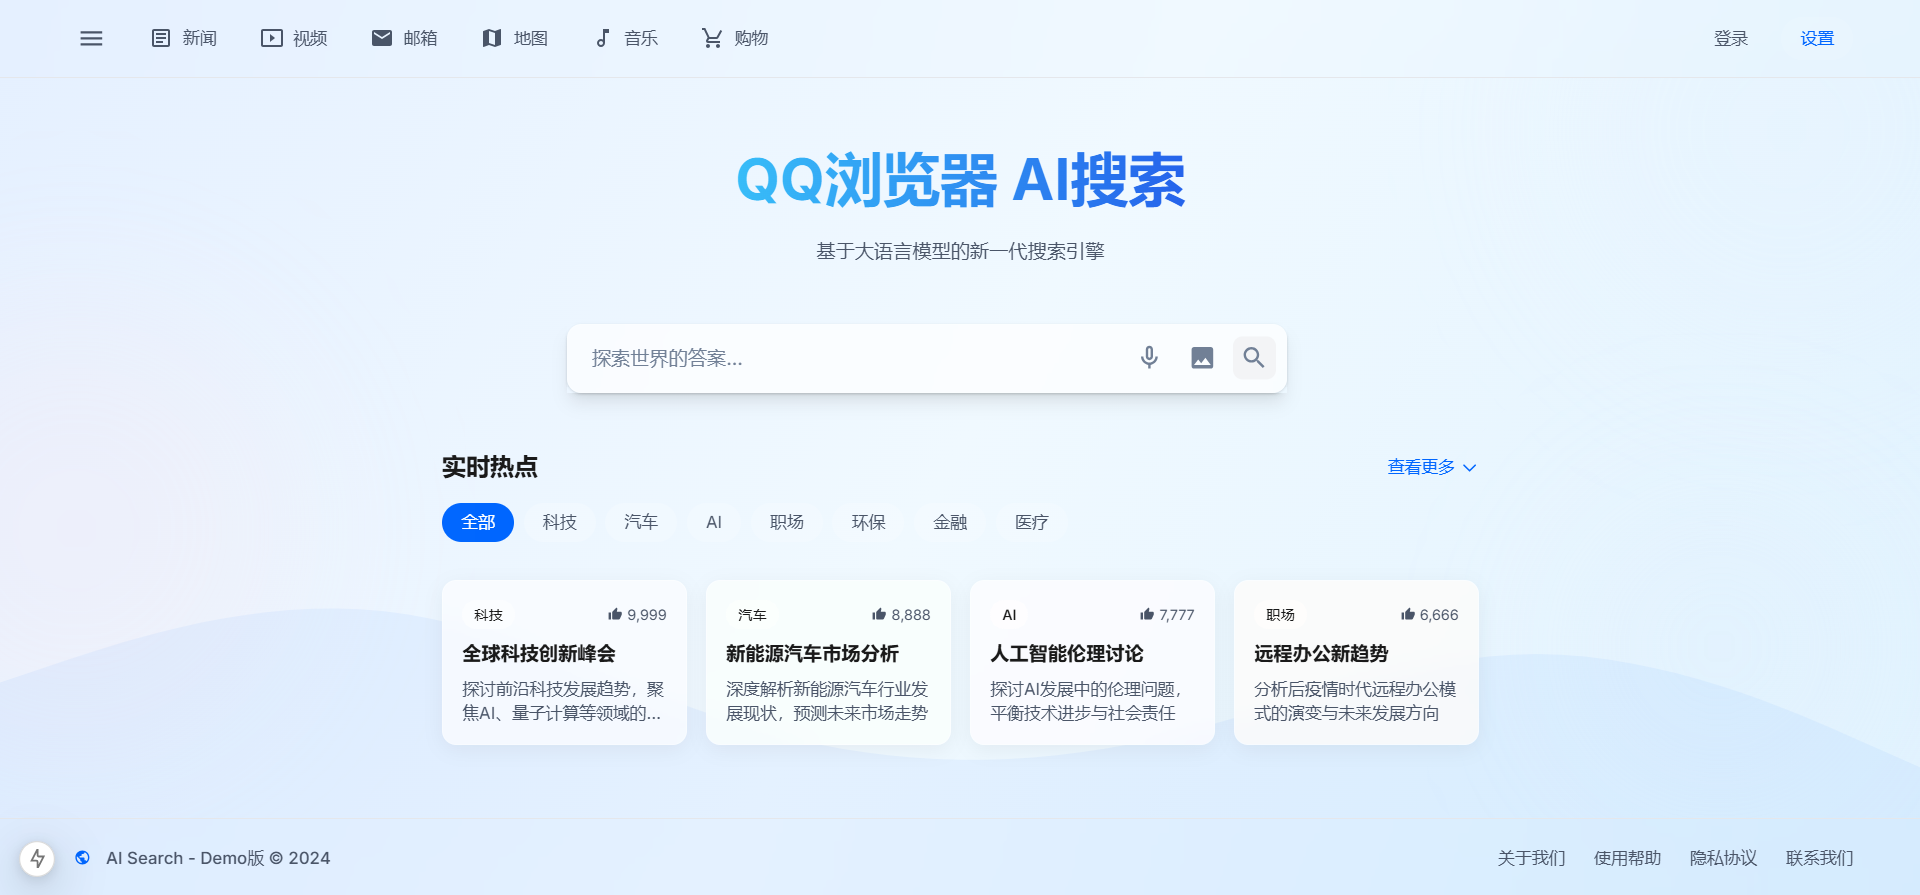 新闻 视频 邮箱 地图 音乐 购物 登录 设置
QQ浏览器 AI搜索
基于大语言模型的新一代搜索引擎
探索世界的答案...
实时热点 查看更多
全部 科技 汽车 AI 职场 环保 金融 医疗
科技 9,999
全球科技创新峰会
探讨前沿科技发展趋势，聚
焦AI、量子计算等领域的...
汽车 8,888
新能源汽车市场分析
深度解析新能源汽车行业发
展现状，预测未来市场走势
AI 7,777
人工智能伦理讨论
探讨AI发展中的伦理问题，
平衡技术进步与社会责任
职场 6,666
远程办公新趋势
分析后疫情时代远程办公模
式的演变与未来发展方向
AI Search - Demo版 © 2024 关于我们 使用帮助 隐私协议 联系我们